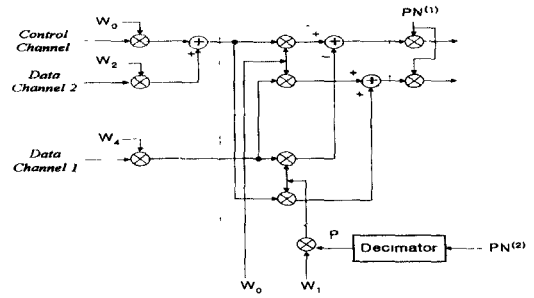 W₀
PN⁽¹⁾
Control
Channel
W₂
Data
Channel 2
W₄
Data
Channel 1
P
Decimator
PN⁽²⁾
W₀
W₁